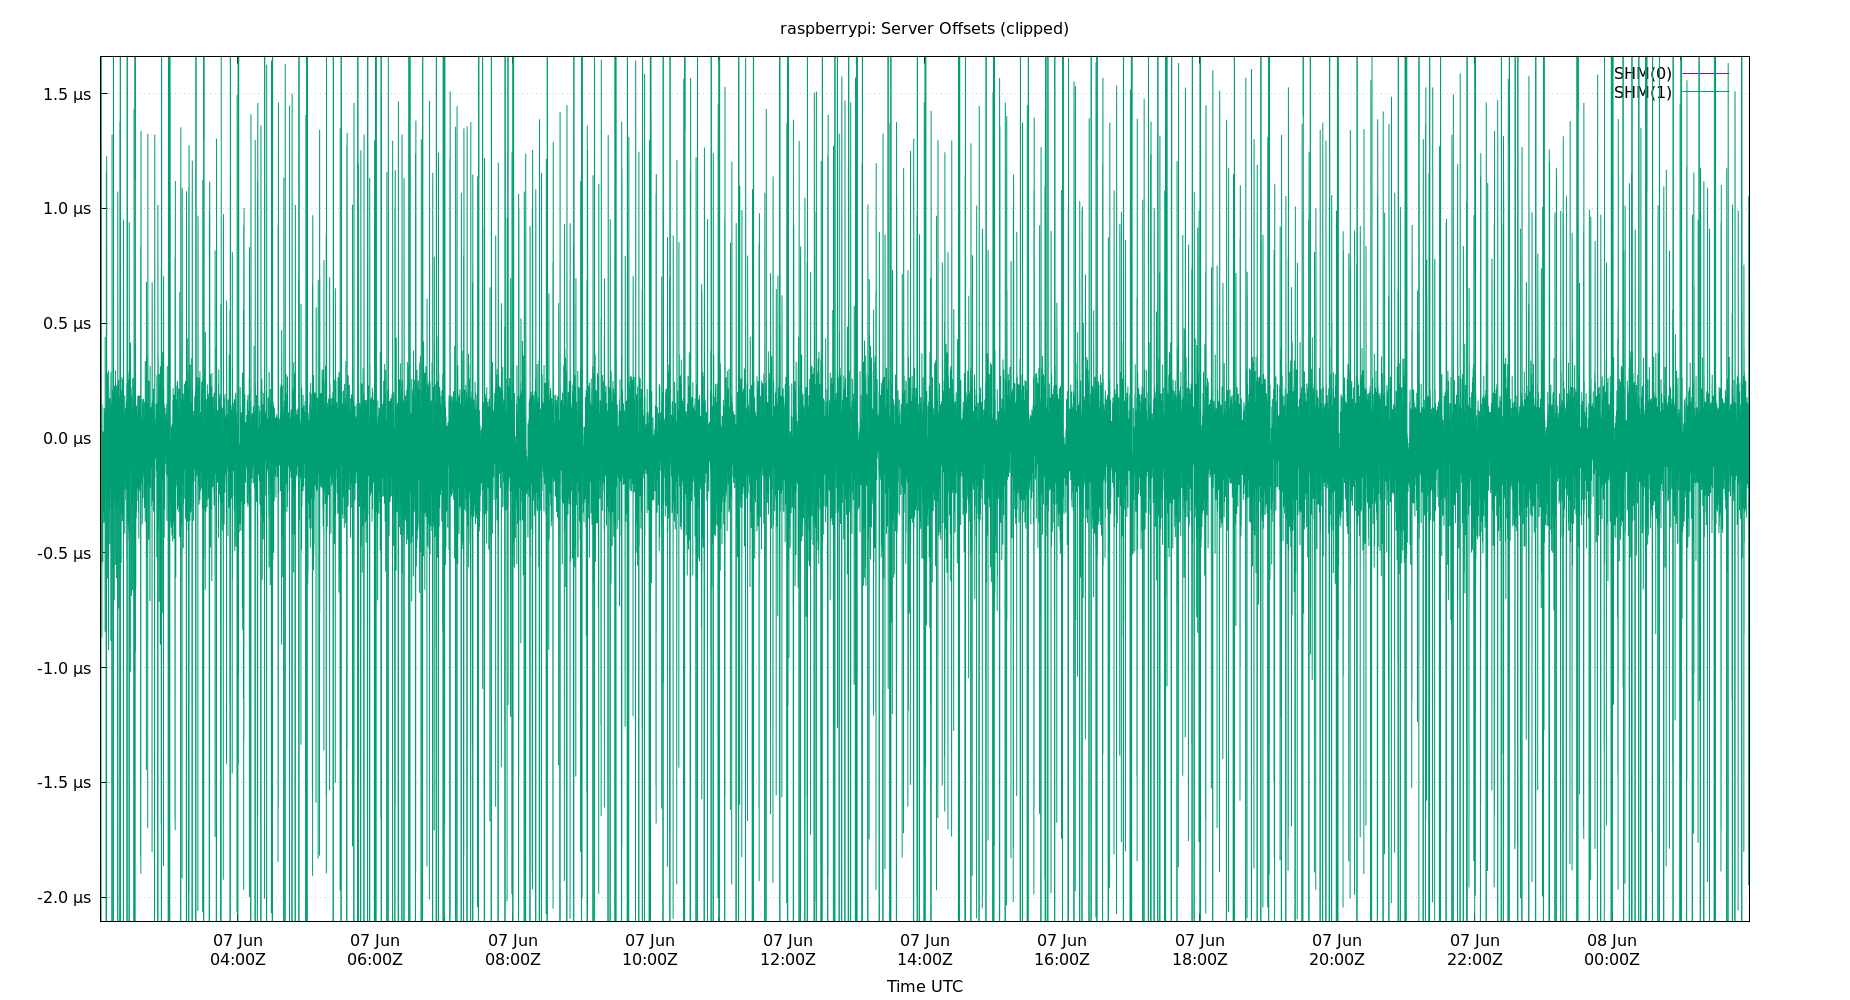 raspberrypi: Server Offsets (clipped)
SHM(0)
SHM(1)
1.5 µs
1.0 µs
0.5 µs
0.0 µs
-0.5 µs
-1.0 µs
-1.5 µs
-2.0 µs
07 Jun 07 Jun 07 Jun 07 Jun 07 Jun 07 Jun 07 Jun 07 Jun 07 Jun 07 Jun 08 Jun
04:00Z 06:00Z 08:00Z 10:00Z 12:00Z 14:00Z 16:00Z 18:00Z 20:00Z 22:00Z 00:00Z
Time UTC